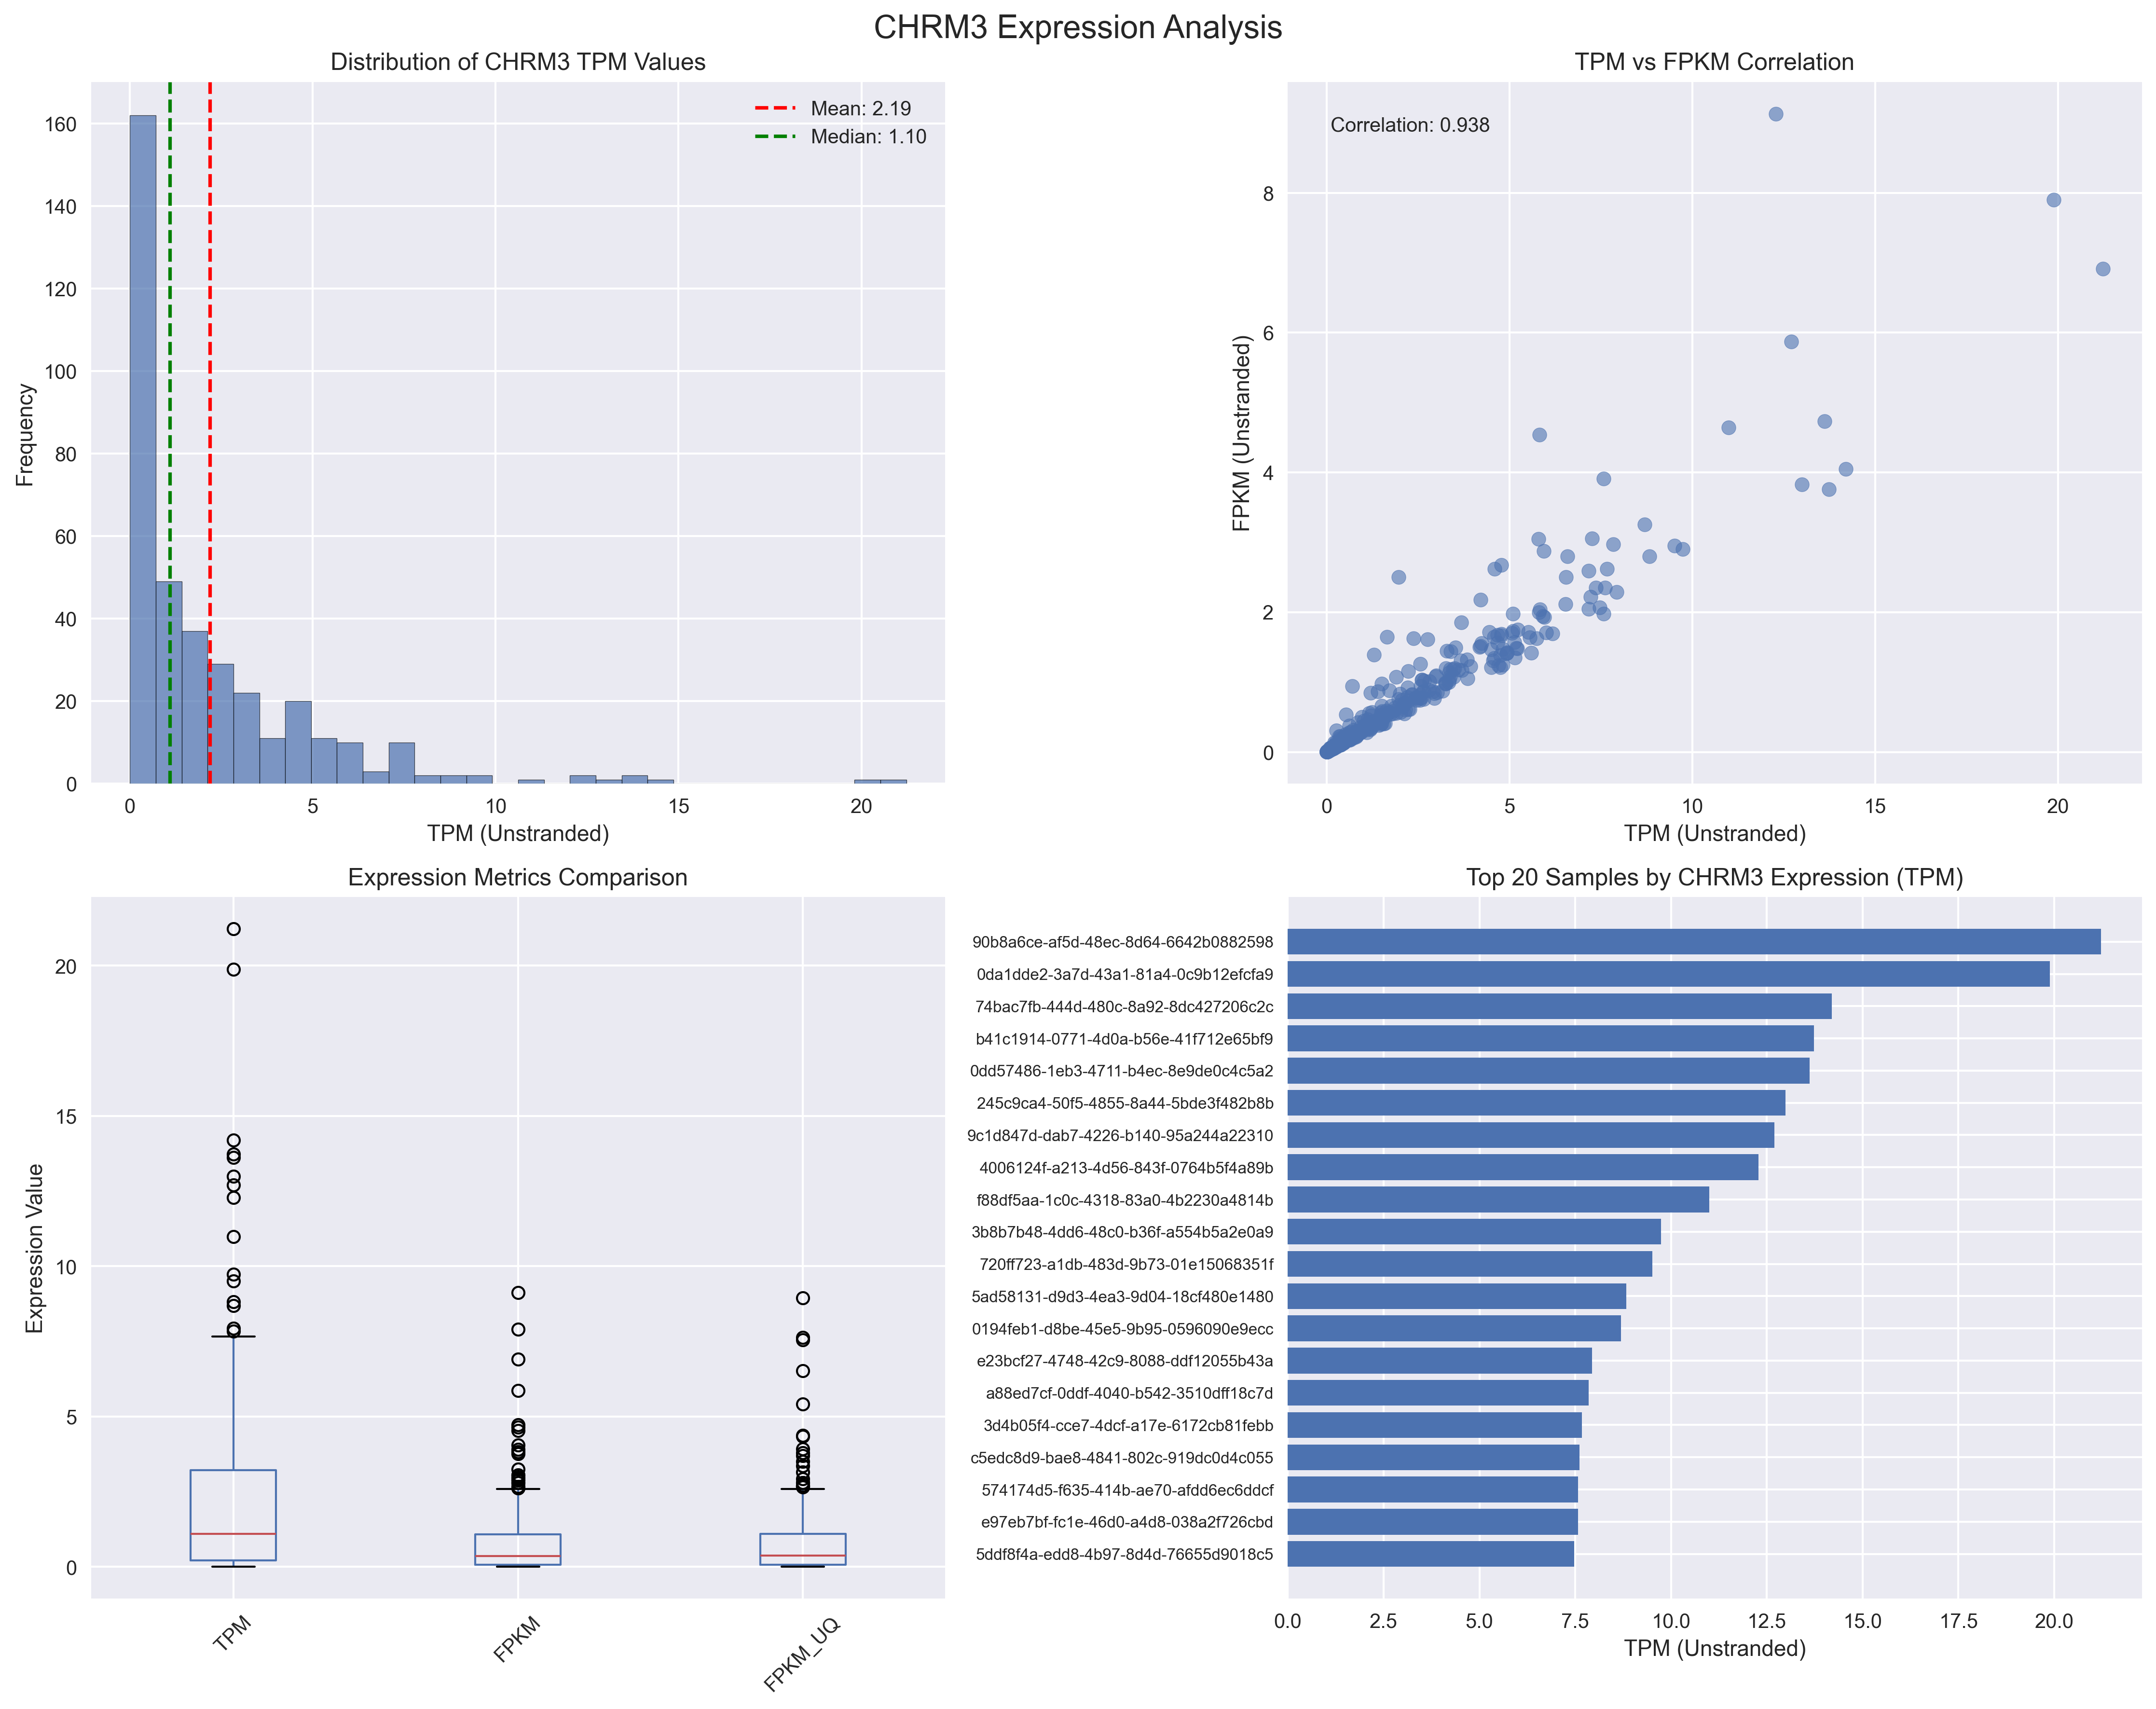 CHRM3 Expression Analysis
Distribution of CHRM3 TPM Values
Mean: 2.19
Median: 1.10
Frequency
160
140
120
100
80
60
40
20
0
0 5 10 15 20
TPM (Unstranded)
TPM vs FPKM Correlation
Correlation: 0.938
FPKM (Unstranded)
8
6
4
2
0
0 5 10 15 20
TPM (Unstranded)
Expression Metrics Comparison
Expression Value
20
15
10
5
0
TPM FPKM FPKM_UQ
Top 20 Samples by CHRM3 Expression (TPM)
90b8a6ce-af5d-48ec-8d64-6642b0882598
0da1dde2-3a7d-43a1-81a4-0c9b12efcfa9
74bac7fb-444d-480c-8a92-8dc427206c2c
b41c1914-0771-4d0a-b56e-41f712e65bf9
0dd57486-1eb3-4711-b4ec-8e9de0c4c5a2
245c9ca4-50f5-4855-8a44-5bde3f482b8b
9c1d847d-dab7-4226-b140-95a244a22310
4006124f-a213-4d56-843f-0764b5f4a89b
f88df5aa-1c0c-4318-83a0-4b2230a4814b
3b8b7b48-4dd6-48c0-b36f-a554b5a2e0a9
720ff723-a1db-483d-9b73-01e15068351f
5ad58131-d9d3-4ea3-9d04-18cf480e1480
0194feb1-d8be-45e5-9b95-0596090e9ecc
e23bcf27-4748-42c9-8088-ddf12055b43a
a88ed7cf-0ddf-4040-b542-3510dff18c7d
3d4b05f4-cce7-4dcf-a17e-6172cb81febb
c5edc8d9-bae8-4841-802c-919dc0d4c055
574174d5-f635-414b-ae70-afdd6ec6ddcf
e97eb7bf-fc1e-46d0-a4d8-038a2f726cbd
5ddf8f4a-edd8-4b97-8d4d-76655d9018c5
0.0 2.5 5.0 7.5 10.0 12.5 15.0 17.5 20.0
TPM (Unstranded)